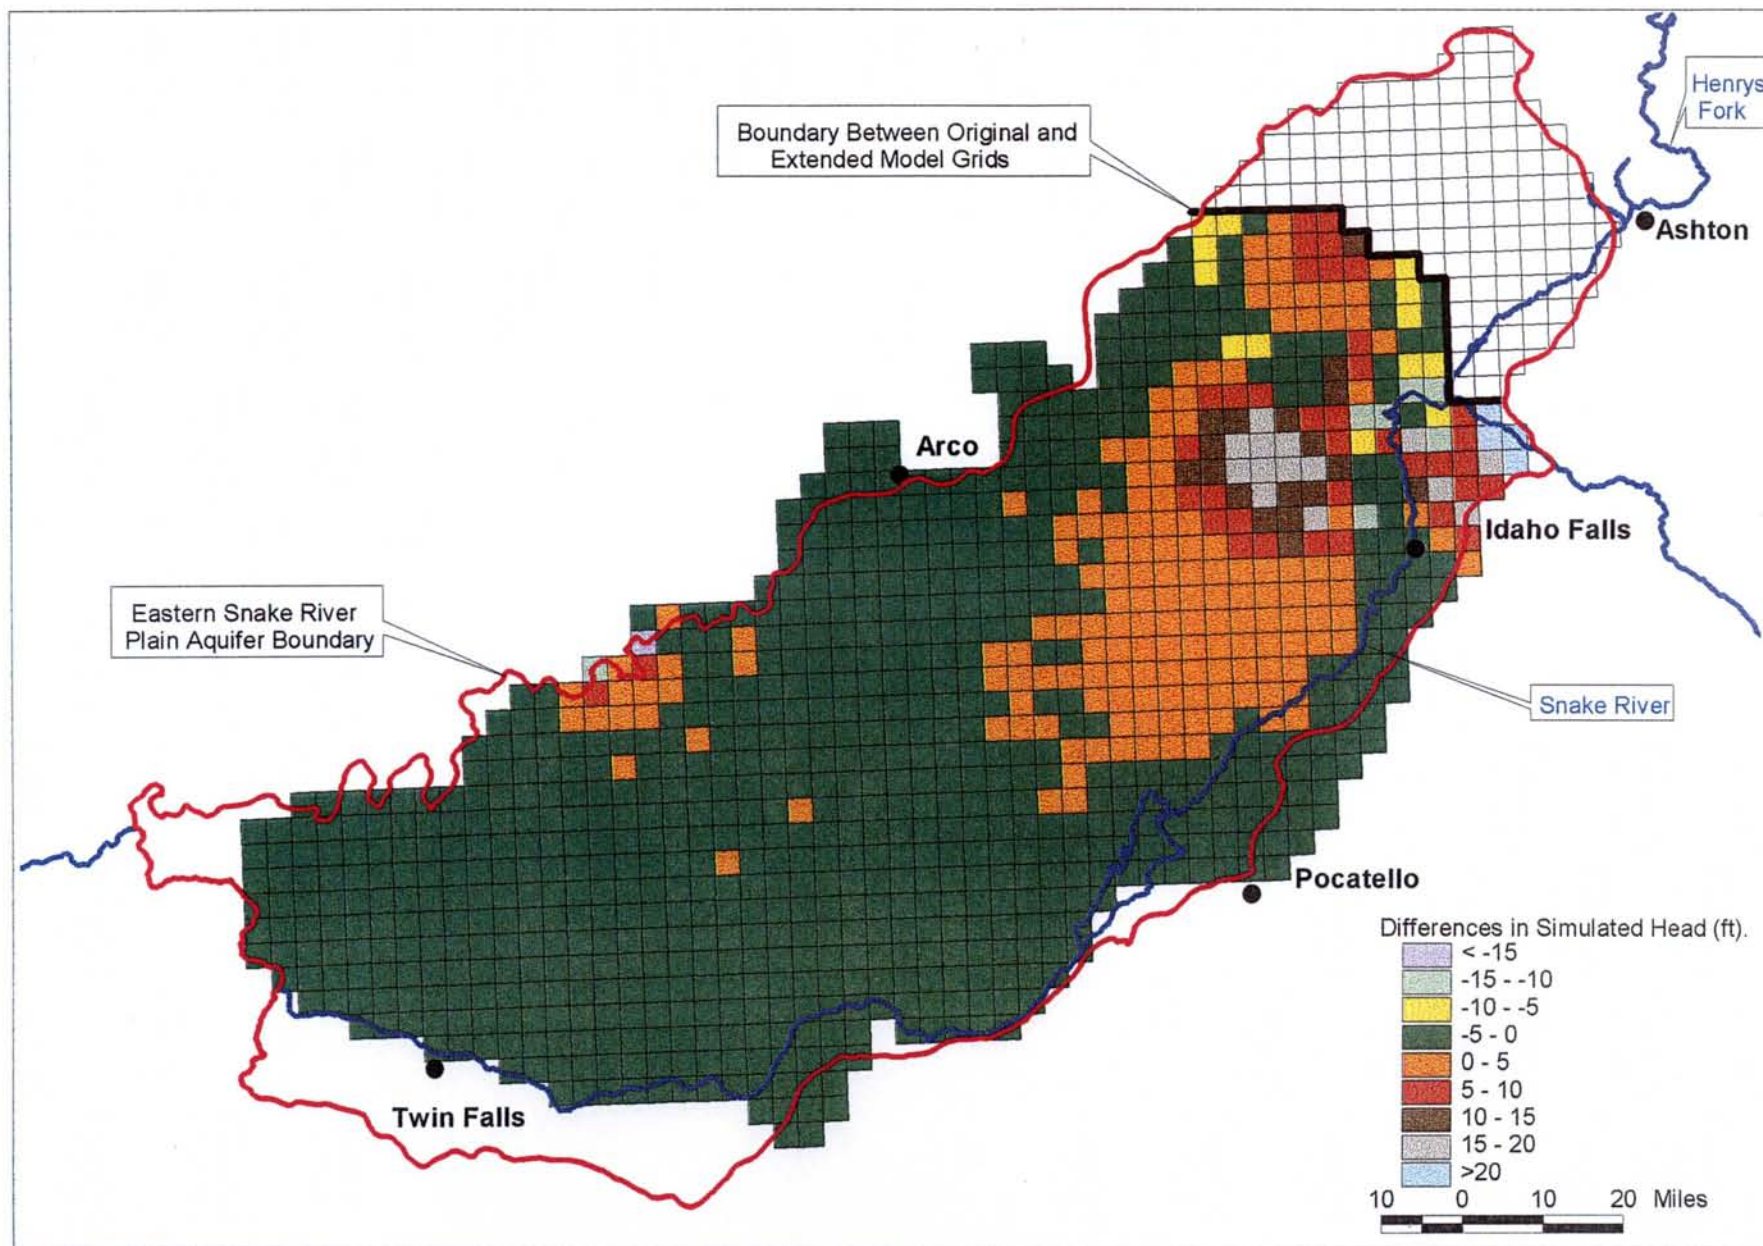 Henrys
Fork
Boundary Between Original and
Extended Model Grids
Ashton
Arco
Idaho Falls
Eastern Snake River
Plain Aquifer Boundary
Snake River
Pocatello
Twin Falls
Differences in Simulated Head (ft).
< -15
-15 - -10
-10 - -5
-5 - 0
0 - 5
5 - 10
10 - 15
15 - 20
>20
10 0 10 20 Miles